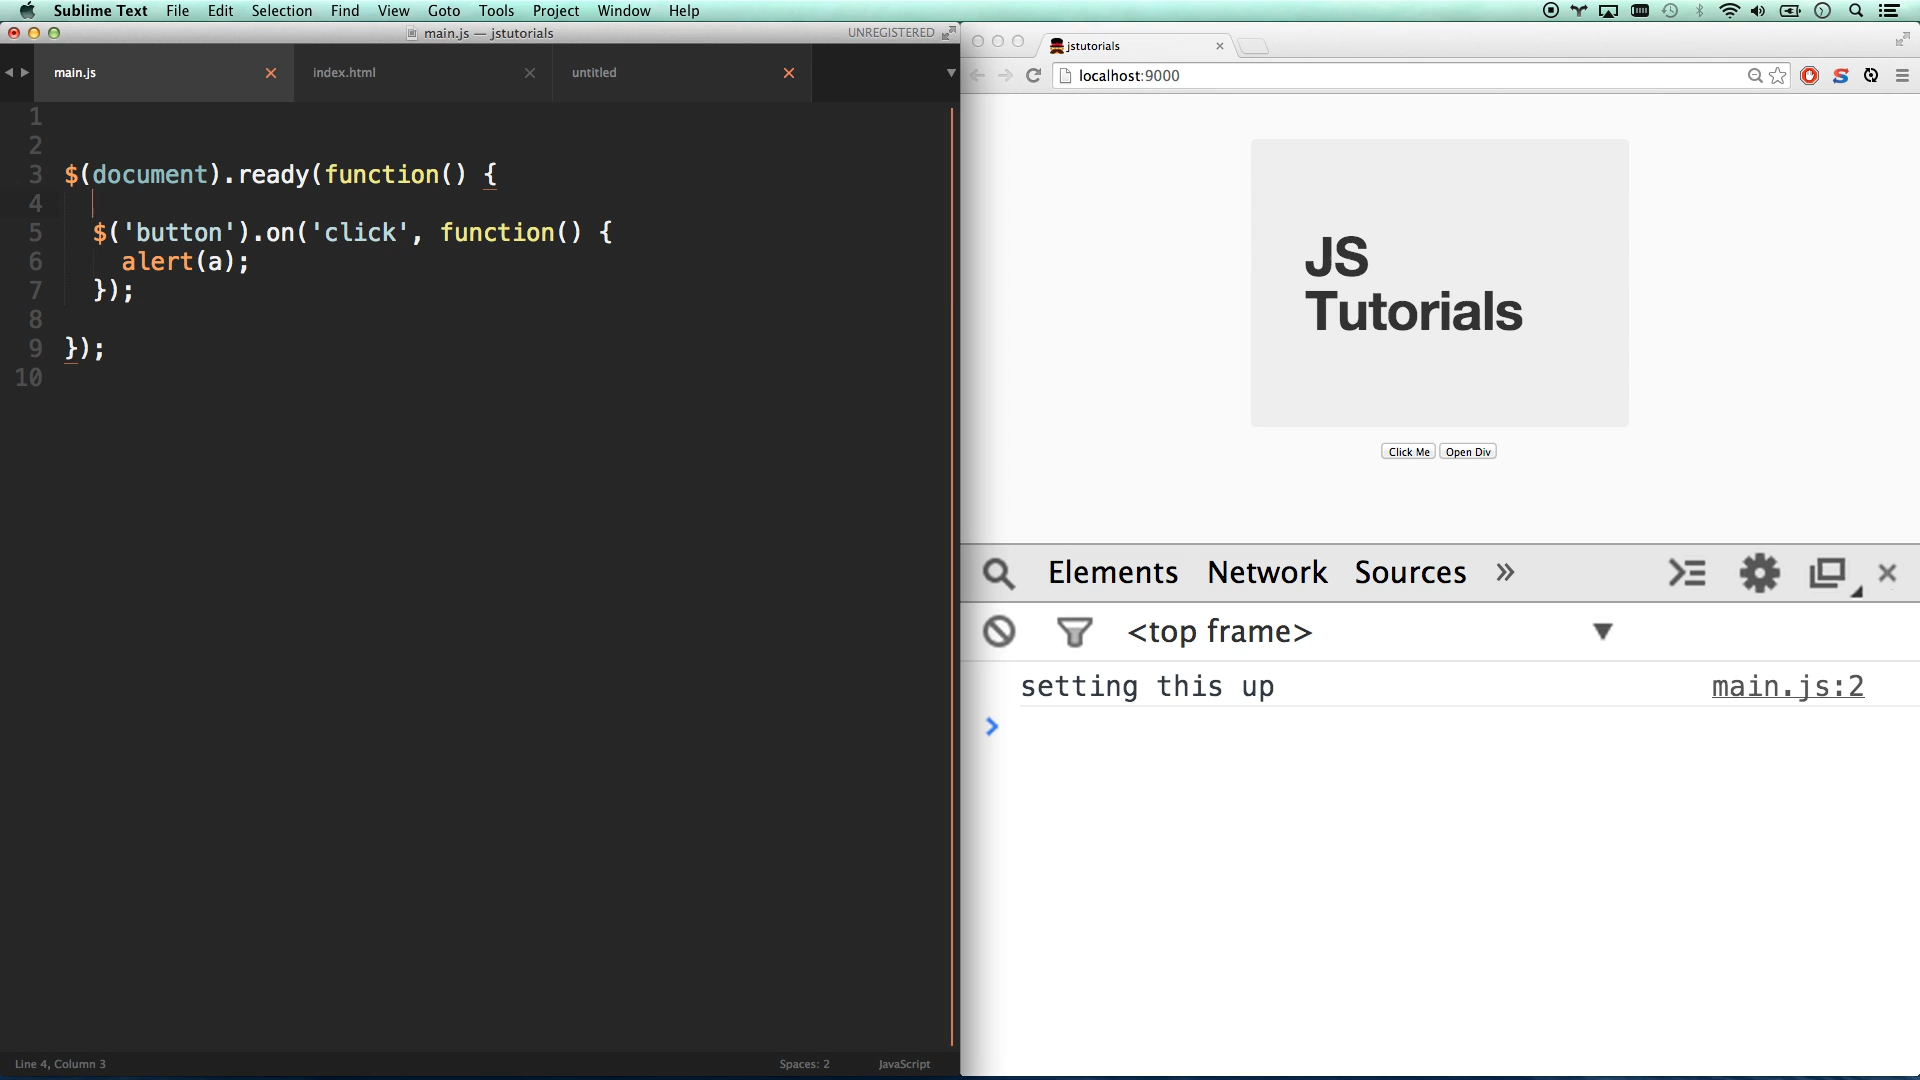 Sublime Text File Edit Selection Find View Goto Tools Project Window Help
main.js — jstutorials UNREGISTERED
main.js index.html untitled
1
2
3 $(document).ready(function() {
4
5 $('button').on('click', function() {
6 alert(a);
7 });
8
9 });
10
Line 4, Column 3 Spaces: 2 JavaScript
jstutorials
localhost:9000
JS
Tutorials
Click Me Open Div
Elements Network Sources »
<top frame>
setting this up main.js:2